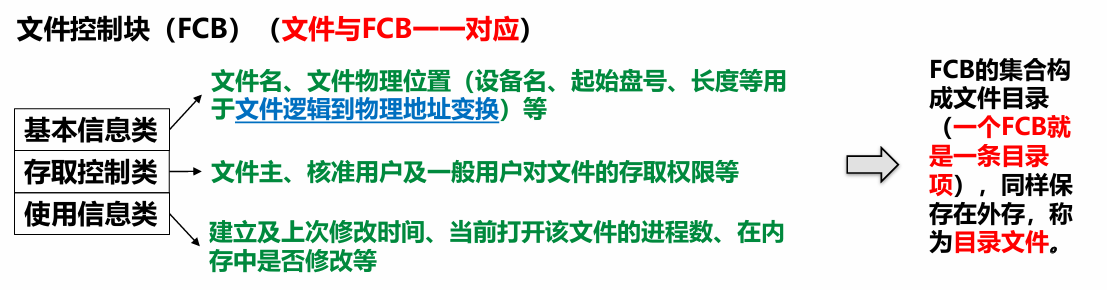 文件控制块（FCB）（文件与FCB一一对应）
基本信息类
存取控制类
使用信息类
文件名、文件物理位置（设备名、起始盘号、长度等用
于文件逻辑到物理地址变换）等
文件主、核准用户及一般用户对文件的存取权限等
建立及上次修改时间、当前打开该文件的进程数、在内
存中是否修改等
FCB的集合构
成文件目录
（一个FCB就
是一条目录
项），同样保
存在外存，称
为目录文件。